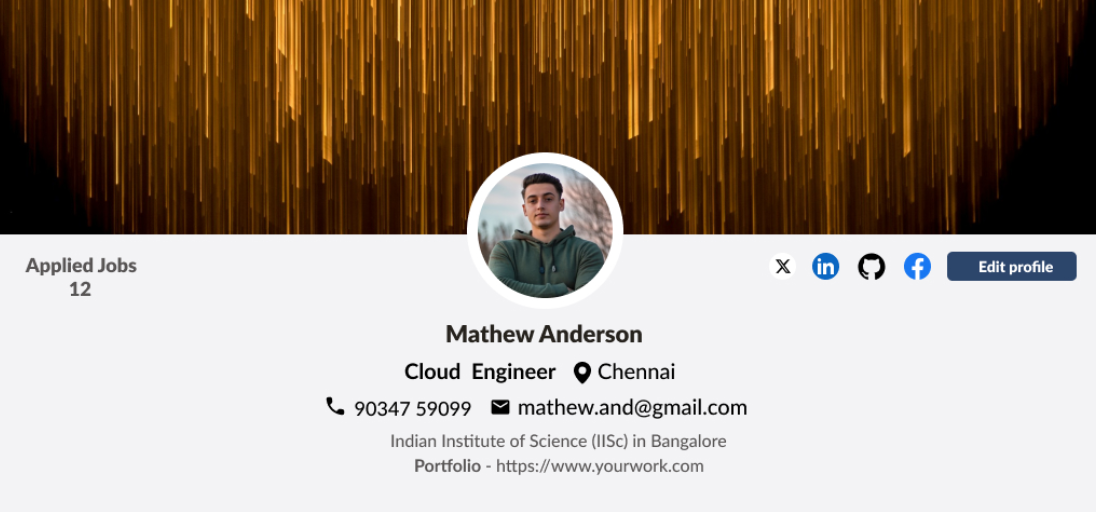 Applied Jobs
12
Edit profile
Mathew Anderson
Cloud Engineer Chennai
90347 59099 mathew.and@gmail.com
Indian Institute of Science (IISc) in Bangalore
Portfolio - https://www.yourwork.com